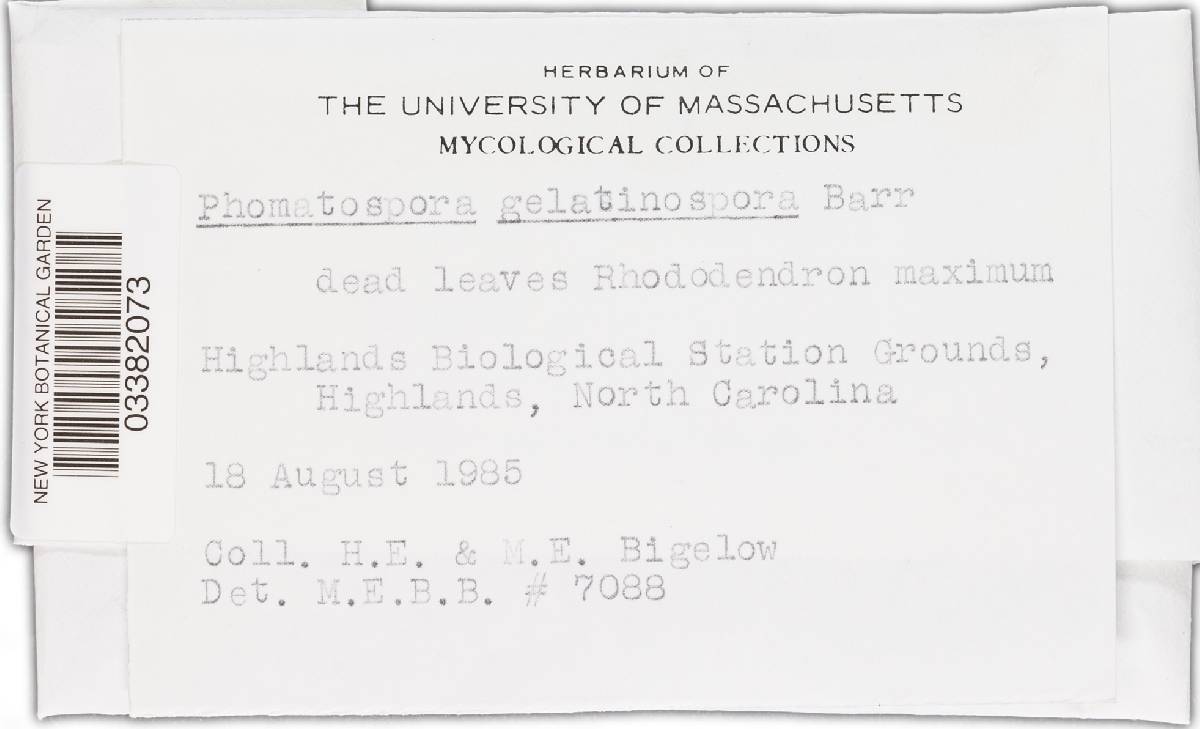 HERBARIUM OF
THE UNIVERSITY OF MASSACHUSETTS
MYCOLOGICAL COLLECTIONS
Phomatospora gelatinospora Barr
dead leaves Rhododendron maximum
Highlands Biological Station Grounds,
Highlands, North Carolina
18 August 1985
Coll. H.E. & M.E. Bigelow
Det. M.E.B.B. # 7088
NEW YORK BOTANICAL GARDEN
03382073